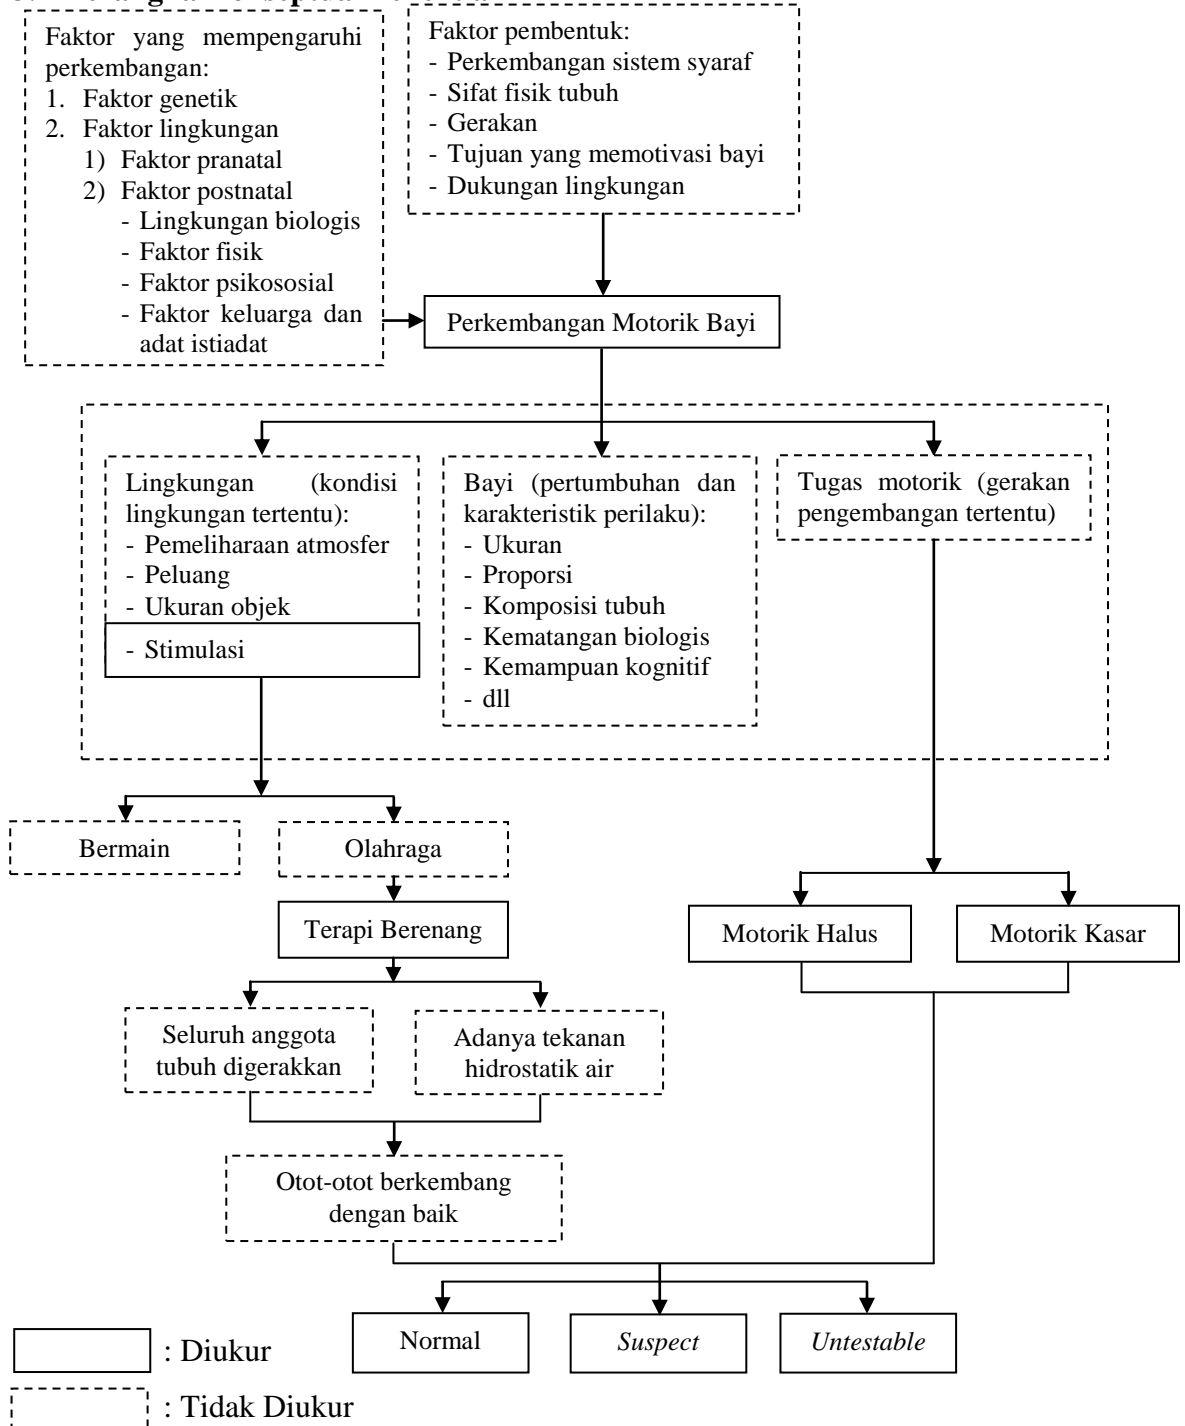 Faktor yang mempengaruhi
perkembangan:
1. Faktor genetik
2. Faktor lingkungan
1) Faktor pranatal
2) Faktor postnatal
- Lingkungan biologis
- Faktor fisik
- Faktor psikososial
- Faktor keluarga dan
adat istiadat
Faktor pembentuk:
- Perkembangan sistem syaraf
- Sifat fisik tubuh
- Gerakan
- Tujuan yang memotivasi bayi
- Dukungan lingkungan
Perkembangan Motorik Bayi
Lingkungan (kondisi
lingkungan tertentu):
- Pemeliharaan atmosfer
- Peluang
- Ukuran objek
- Stimulasi
Bayi (pertumbuhan dan
karakteristik perilaku):
- Ukuran
- Proporsi
- Komposisi tubuh
- Kematangan biologis
- Kemampuan kognitif
- dll
Tugas motorik (gerakan
pengembangan tertentu)
Bermain
Olahraga
Terapi Berenang
Motorik Halus
Motorik Kasar
Seluruh anggota
tubuh digerakkan
Adanya tekanan
hidrostatik air
Otot-otot berkembang
dengan baik
Normal
Suspect
Untestable
: Diukur
: Tidak Diukur